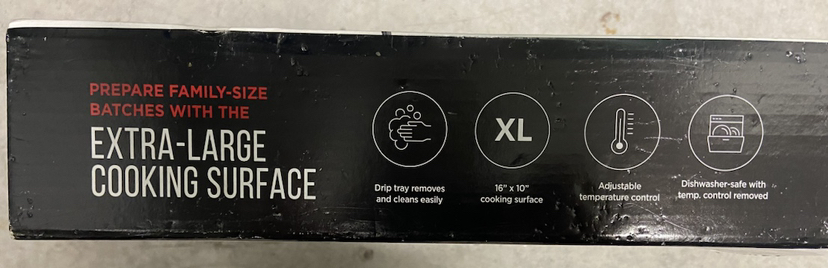 PREPARE FAMILY-SIZE
BATCHES WITH THE
EXTRA-LARGE
COOKING SURFACE
Drip tray removes
and cleans easily
XL
16" x 10"
cooking surface
Adjustable
temperature control
Dishwasher-safe with
temp. control removed